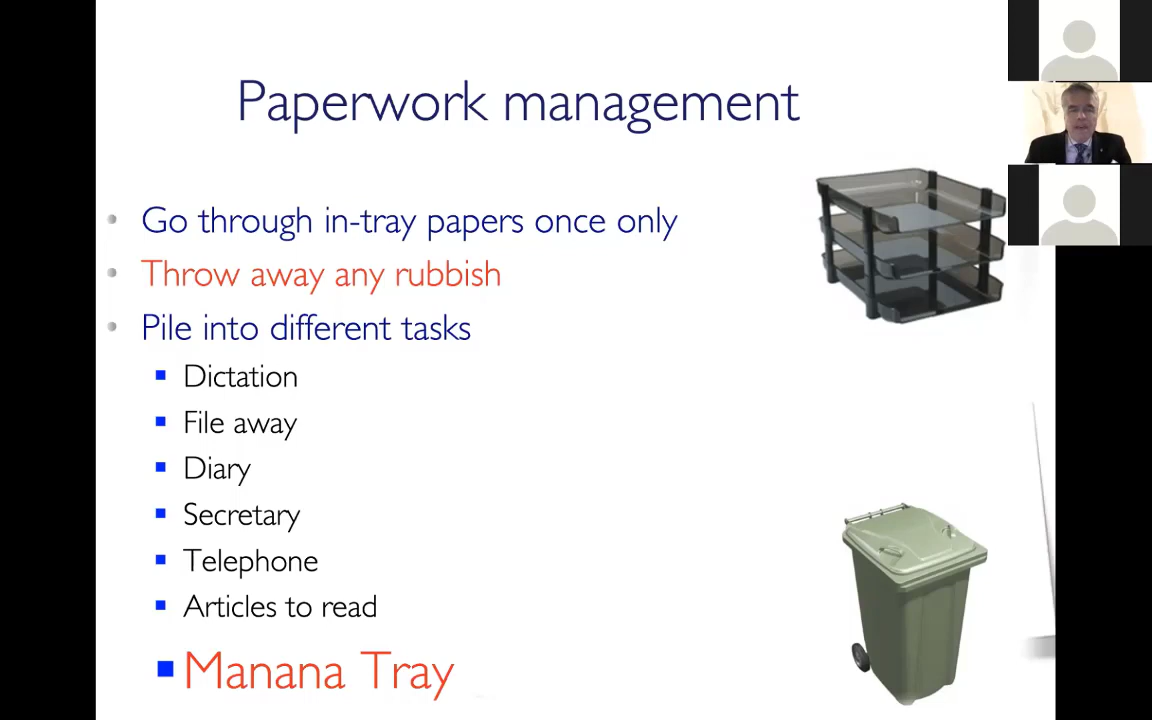 Paperwork management
Go through in-tray papers once only
Throw away any rubbish
Pile into different tasks
Dictation
File away
Diary
Secretary
Telephone
Articles to read
Manana Tray